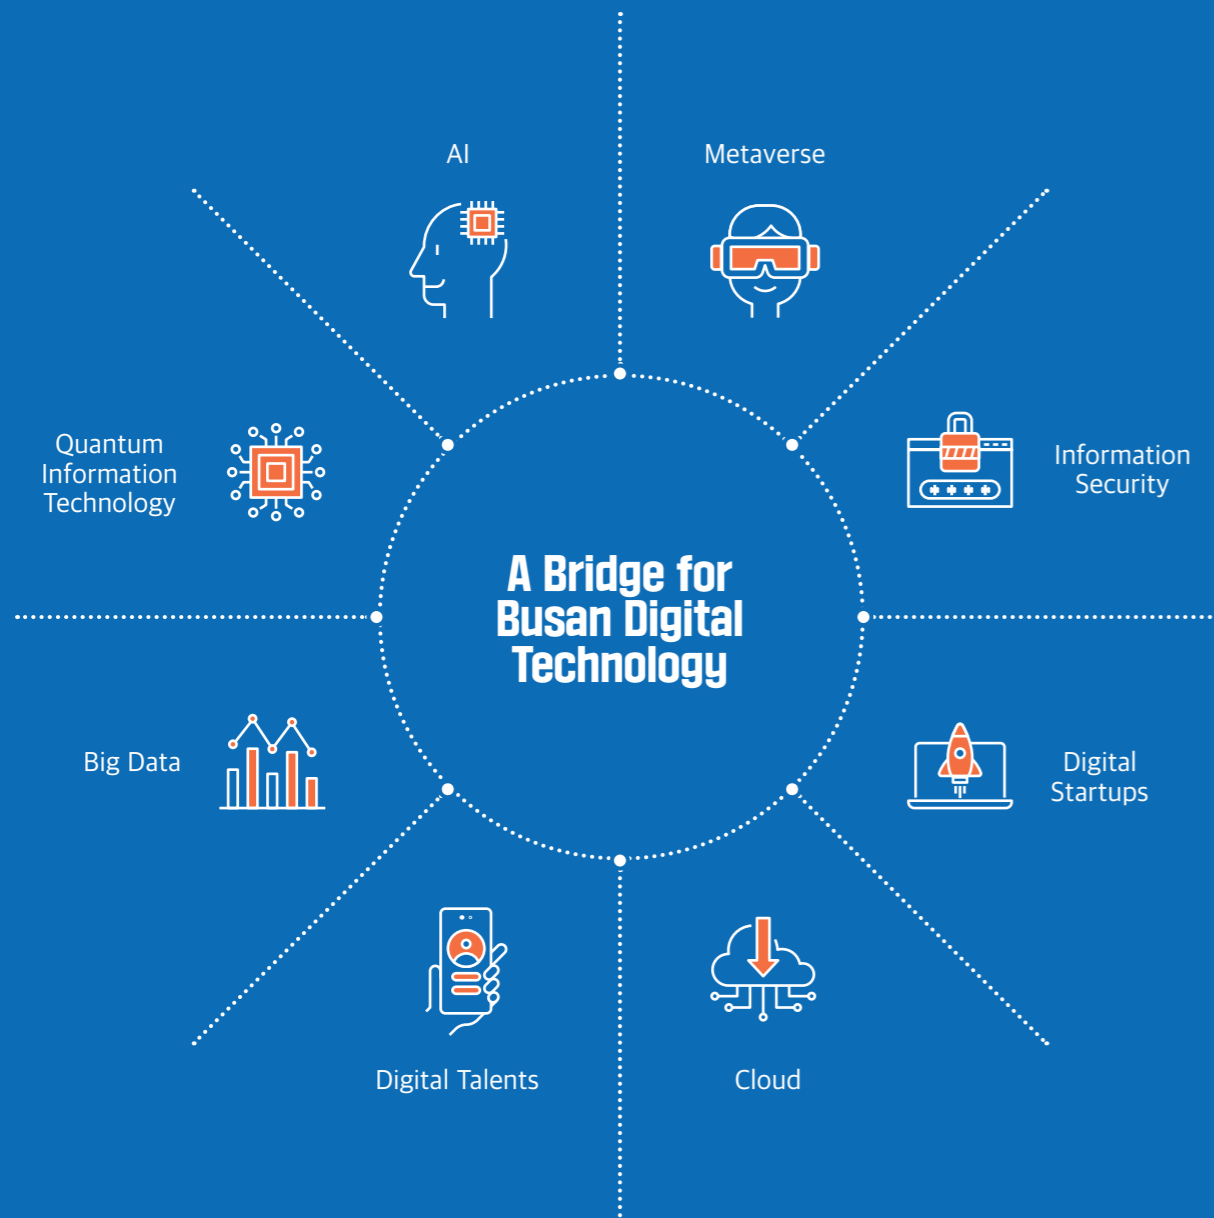 AI
Metaverse
Quantum
Information
Technology
Information
Security
A Bridge for
Busan Digital
Technology
Big Data
Digital
Startups
Digital Talents
Cloud